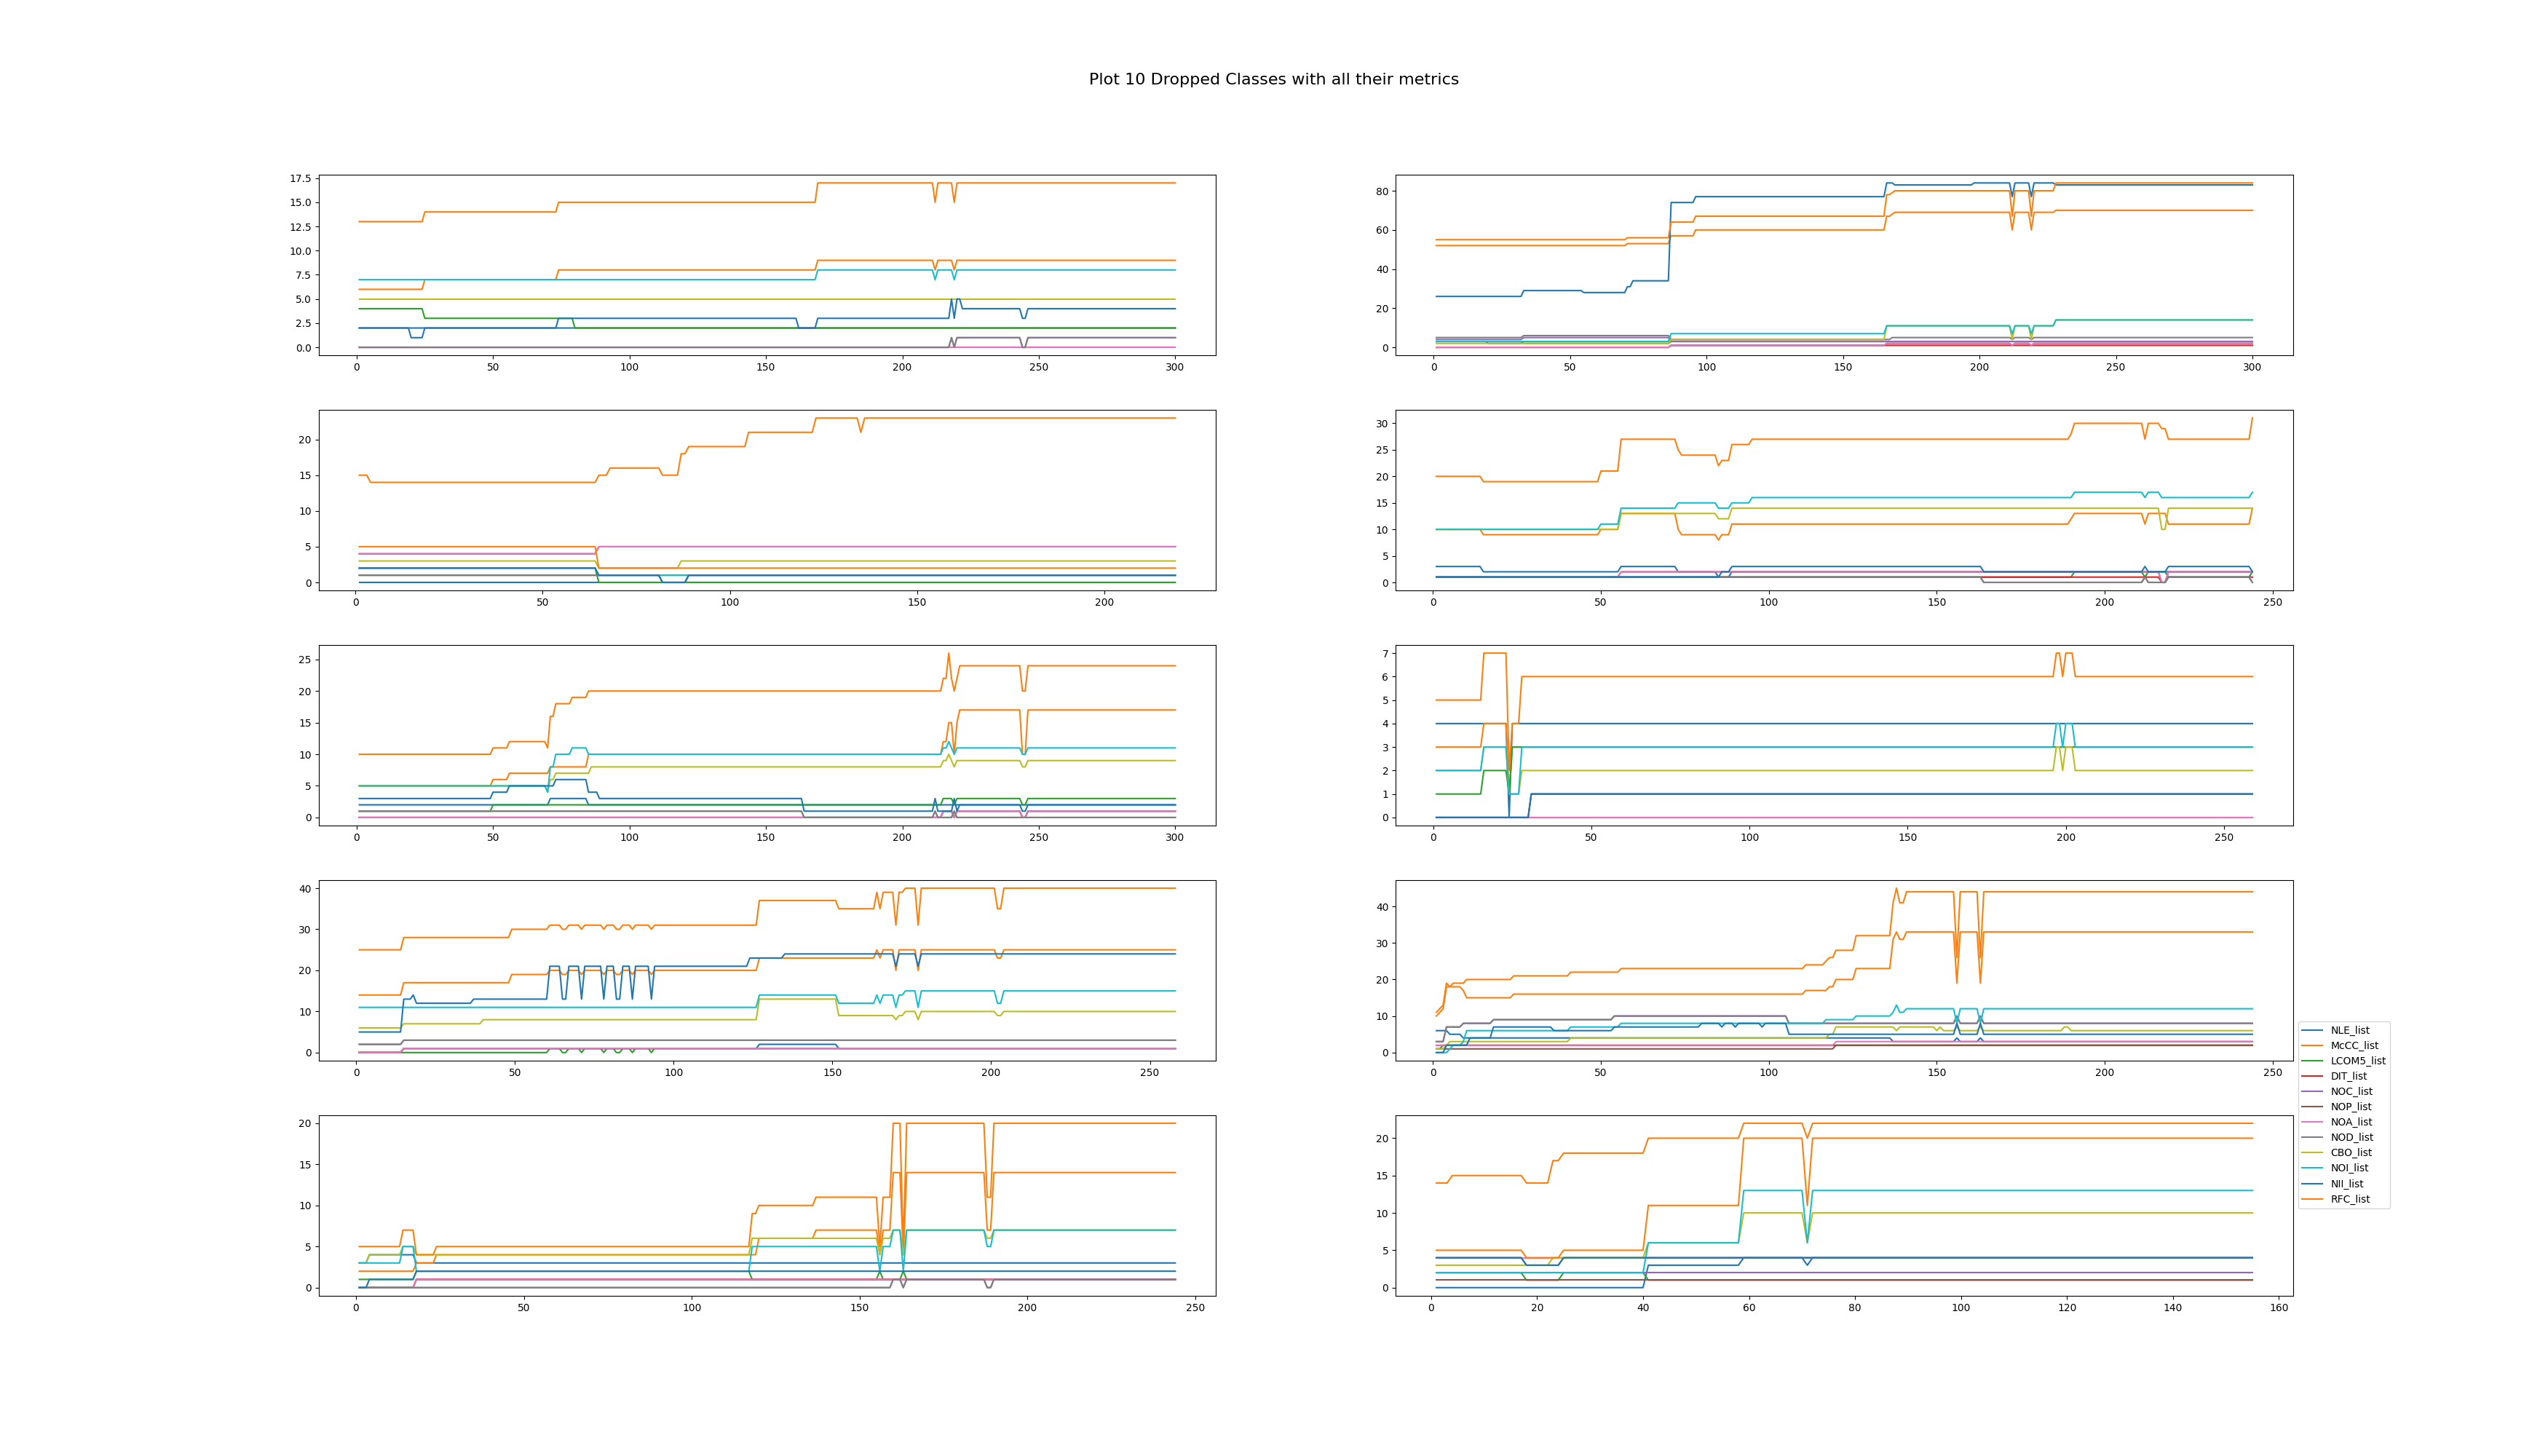 Plot 10 Dropped Classes with all their metrics
17.5
15.0
12.5
10.0
7.5
5.0
2.5
0.0
0 50 100 150 200 250 300
80
60
40
20
0
0 50 100 150 200 250 300
20
15
10
5
0
0 50 100 150 200
30
25
20
15
10
5
0
0 50 100 150 200 250
25
20
15
10
5
0
0 50 100 150 200 250 300
7
6
5
4
3
2
1
0
0 50 100 150 200 250
40
30
20
10
0
0 50 100 150 200 250
40
30
20
10
0
0 50 100 150 200 250
20
15
10
5
0
0 50 100 150 200 250
20
15
10
5
0
0 20 40 60 80 100 120 140 160
NLE_list
McCC_list
LCOM5_list
DIT_list
NOC_list
NOP_list
NOA_list
NOD_list
CBO_list
NOI_list
NII_list
RFC_list